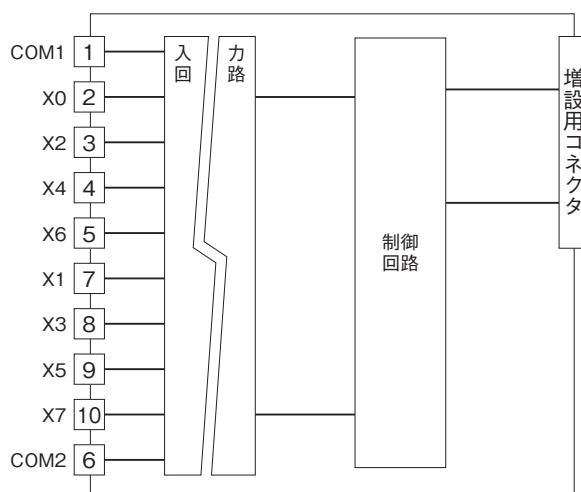 COM1 1
X0 2
X2 3
X4 4
X6 5
X1 7
X3 8
X5 9
X7 10
COM2 6
入力
回路
制御
回路
増設用コネクタ